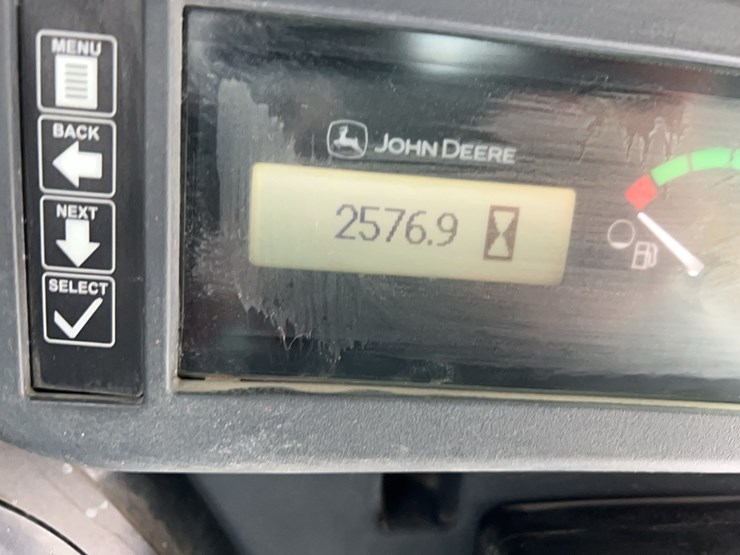 MENU
BACK
NEXT
SELECT
JOHN DEERE
2576.9